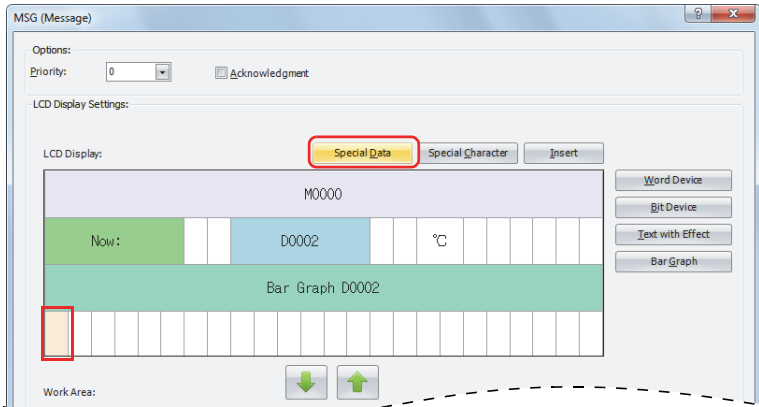 MSG (Message)
Options:
Priority: 0 Acknowledgment
LCD Display Settings:
LCD Display: Special Data Special Character Insert
M0000
Word Device
Bit Device
Now: D0002 ℃
Text with Effect
Bar Graph
Bar Graph D0002
Work Area: